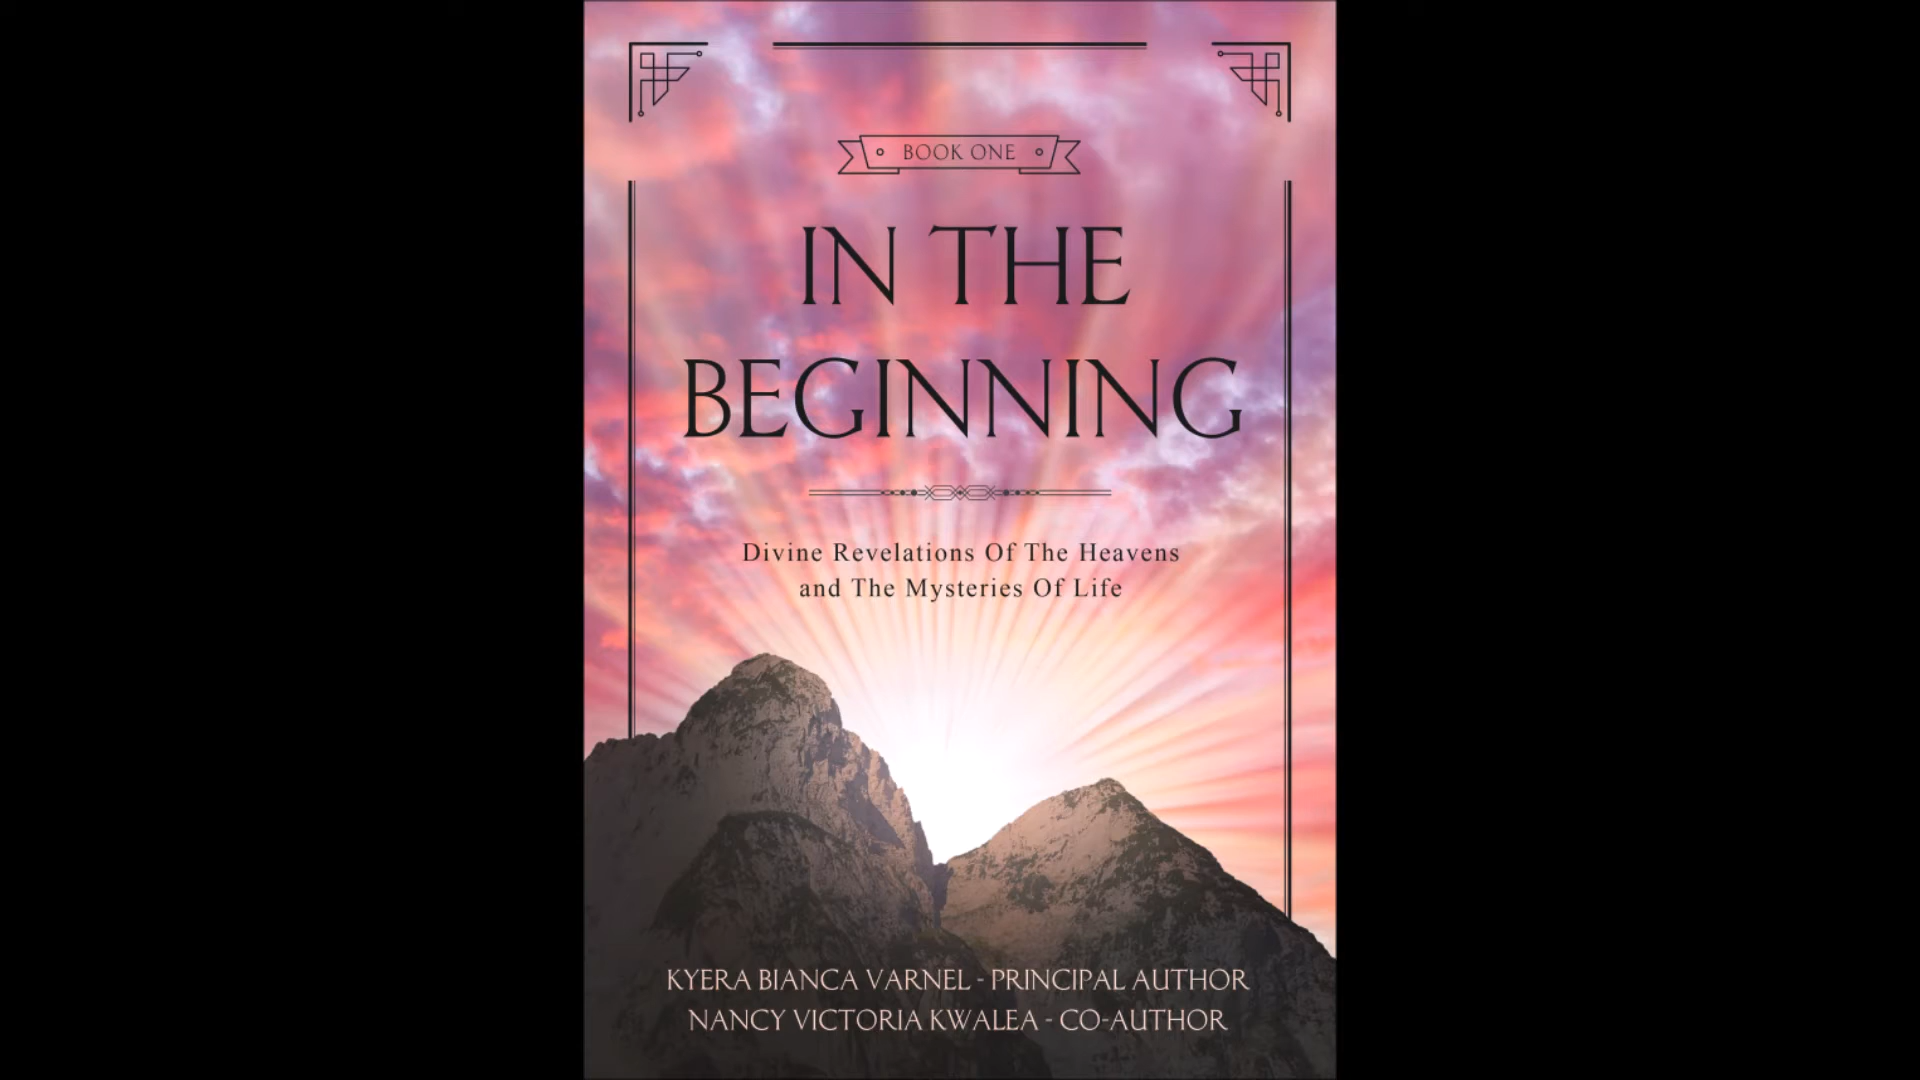 BOOK ONE
IN THE
BEGINNING
Divine Revelations Of The Heavens
and The Mysteries Of Life
KYERA BIANCA VARNEL - PRINCIPAL AUTHOR
NANCY VICTORIA KWALEA - CO-AUTHOR